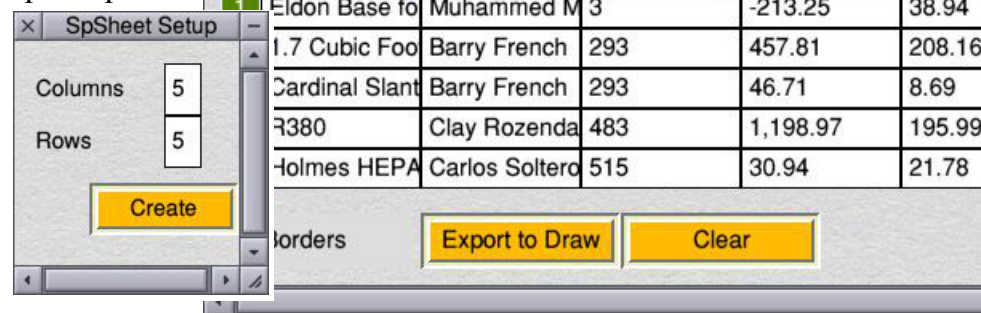 SpSheet Setup
Columns 5
Rows 5
Create
1
Eldon Base fo Muhammed M 3 -213.25 38.94
1.7 Cubic Foo Barry French 293 457.81 208.16
Cardinal Slant Barry French 293 46.71 8.69
R380 Clay Rozenda 483 1,198.97 195.99
Holmes HEPA Carlos Soltero 515 30.94 21.78
Borders Export to Draw Clear